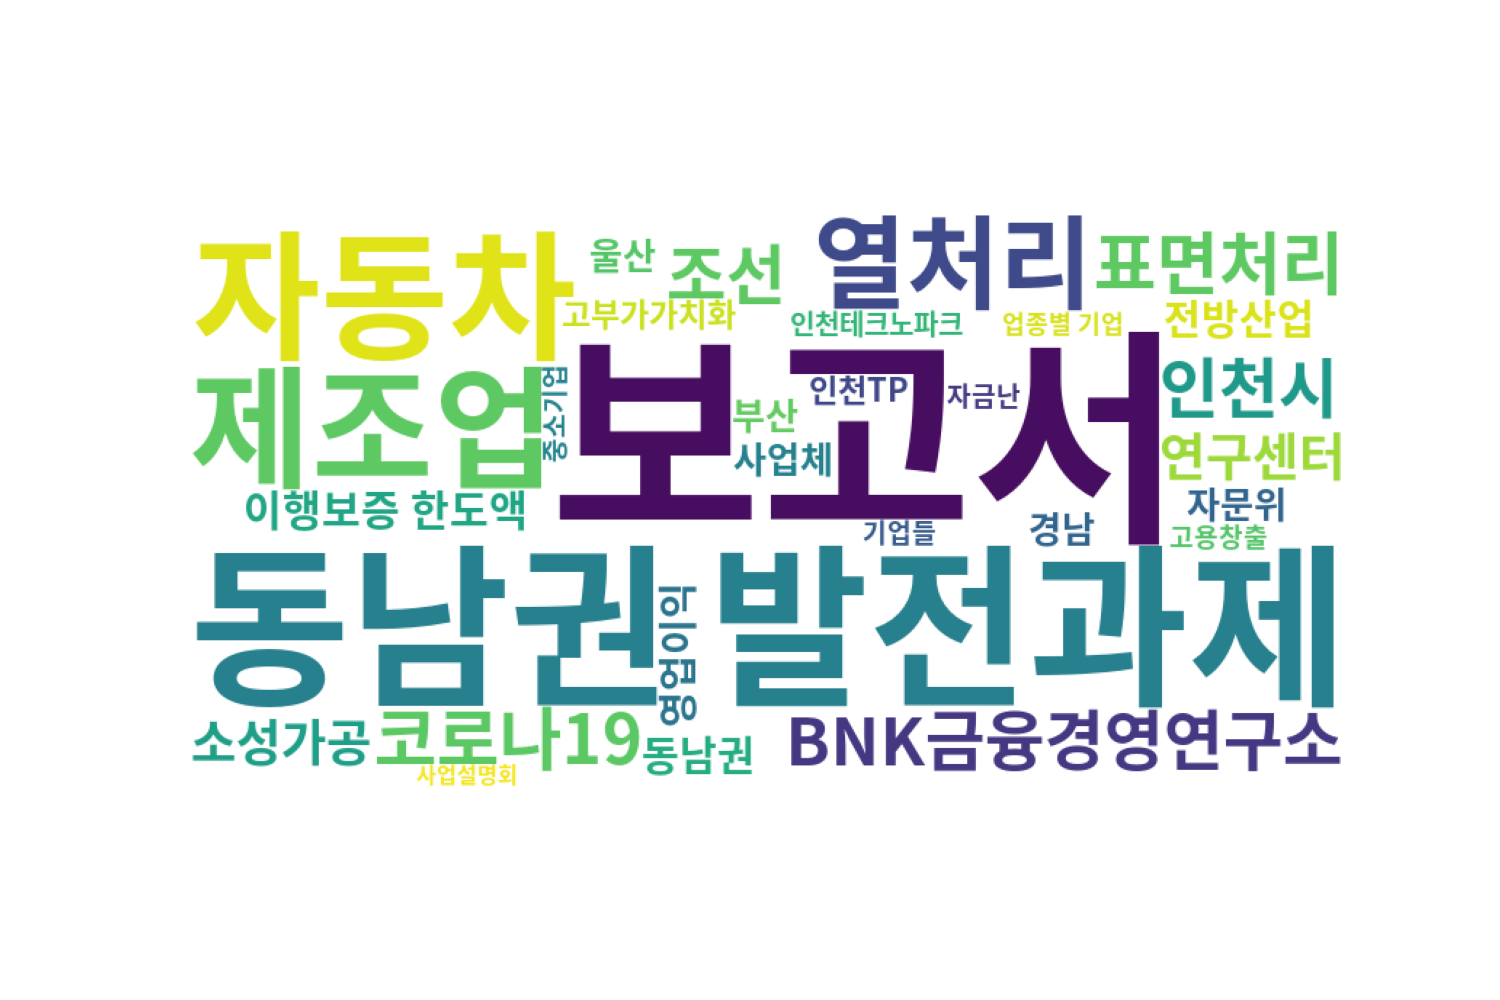 자동차
울산
조선
열처리
표면처리
고부가가치화
인천테크노파크
업종별 기업
전방산업
제조업
중소기업
보고서
인천TP
자금난
인천시
부산
사업체
연구센터
이행보증 한도액
기업들
경남
자문위
고용창출
동남권 발전과제
영업이익
소성가공
코로나19
동남권
BNK금융경영연구소
사업설명회